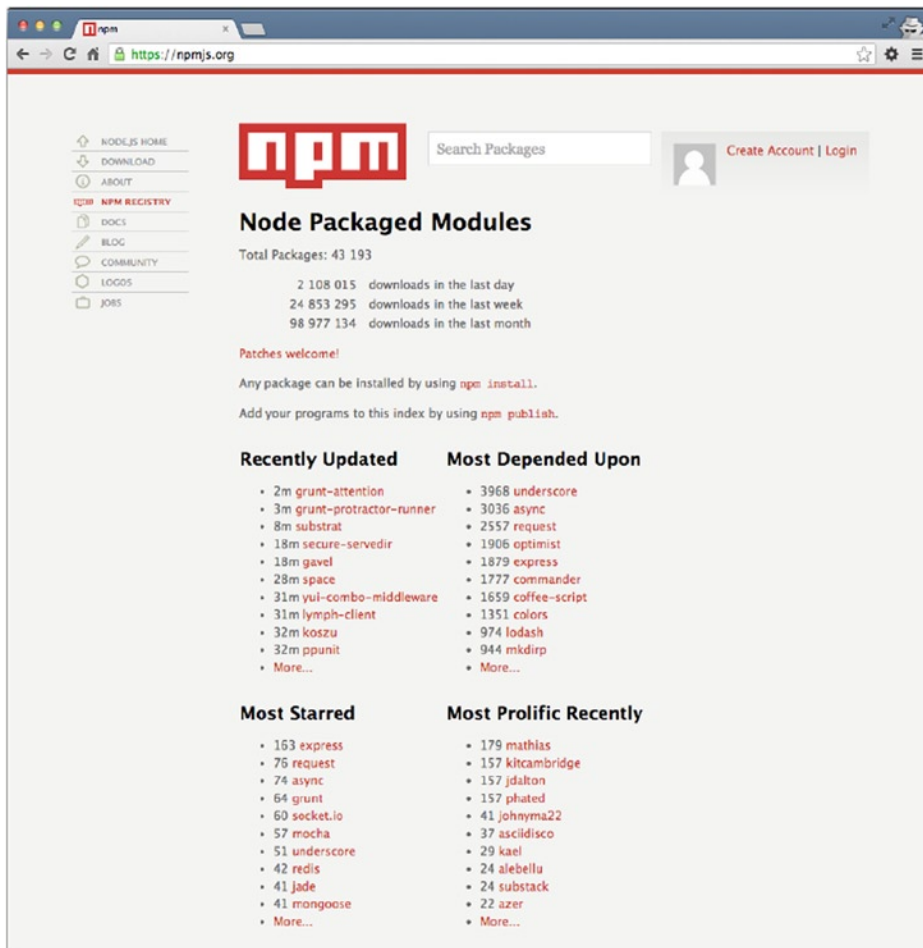 npm
https://npmjs.org
NODE.JS HOME
DOWNLOAD
ABOUT
npm NPM REGISTRY
DOCS
BLOG
COMMUNITY
LOGOS
JOBS
npm
Search Packages
Create Account | Login
Node Packaged Modules
Total Packages: 43 193
2 108 015 downloads in the last day
24 853 295 downloads in the last week
98 977 134 downloads in the last month
Patches welcome!
Any package can be installed by using npm install.
Add your programs to this index by using npm publish.
Recently Updated
• 2m grunt-attention
• 3m grunt-protractor-runner
• 8m substrat
• 18m secure-servedir
• 18m gavel
• 28m space
• 31m yui-combo-middleware
• 31m lymph-client
• 32m koszu
• 32m ppunit
• More...
Most Depended Upon
• 3968 underscore
• 3036 async
• 2557 request
• 1906 optimist
• 1879 express
• 1777 commander
• 1659 coffee-script
• 1351 colors
• 974 lodash
• 944 mkdirp
• More...
Most Starred
• 163 express
• 76 request
• 74 async
• 64 grunt
• 60 socket.io
• 57 mocha
• 51 underscore
• 42 redis
• 41 jade
• 41 mongoose
• More...
Most Prolific Recently
• 179 mathias
• 157 kitcambridge
• 157 jdalton
• 157 phated
• 41 johnyma22
• 37 asciidisco
• 29 kael
• 24 alebellu
• 24 substack
• 22 azer
• More...